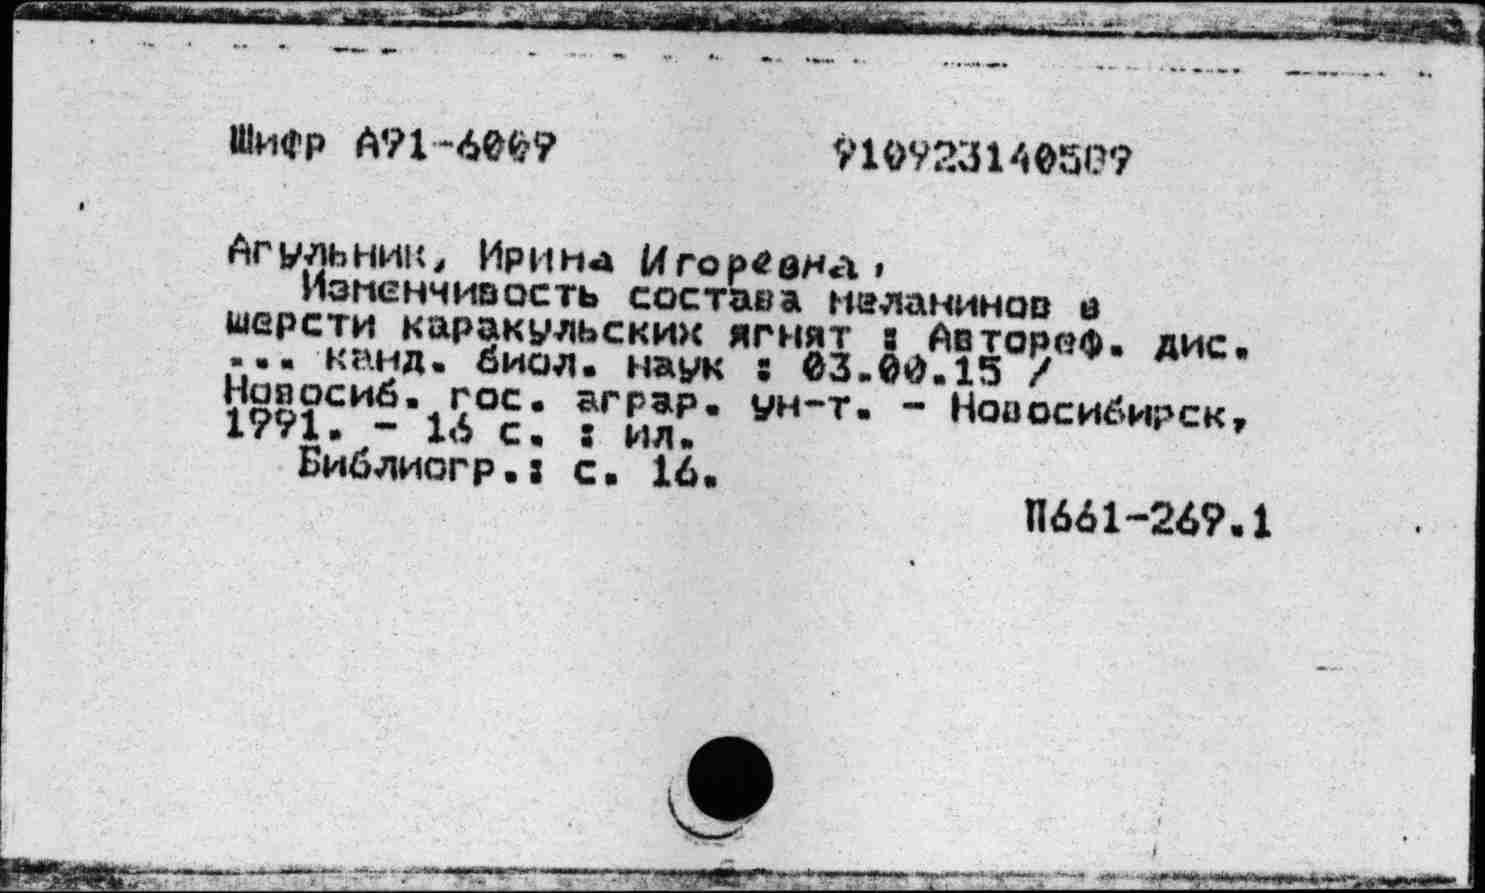 Шифр А91-6009 910923140509
Агульник, Ирина Игоревна.
Изменчивость состава меланинов в
шерсти каракульских ягнят : Автореф. дис.
... канд. биол. наук : 03.00.15 /
Новосиб. гос. аграр. ун-т. - Новосибирск,
1991. - 16 с. : ил.
Библиогр.: с. 16.
П661-269.1